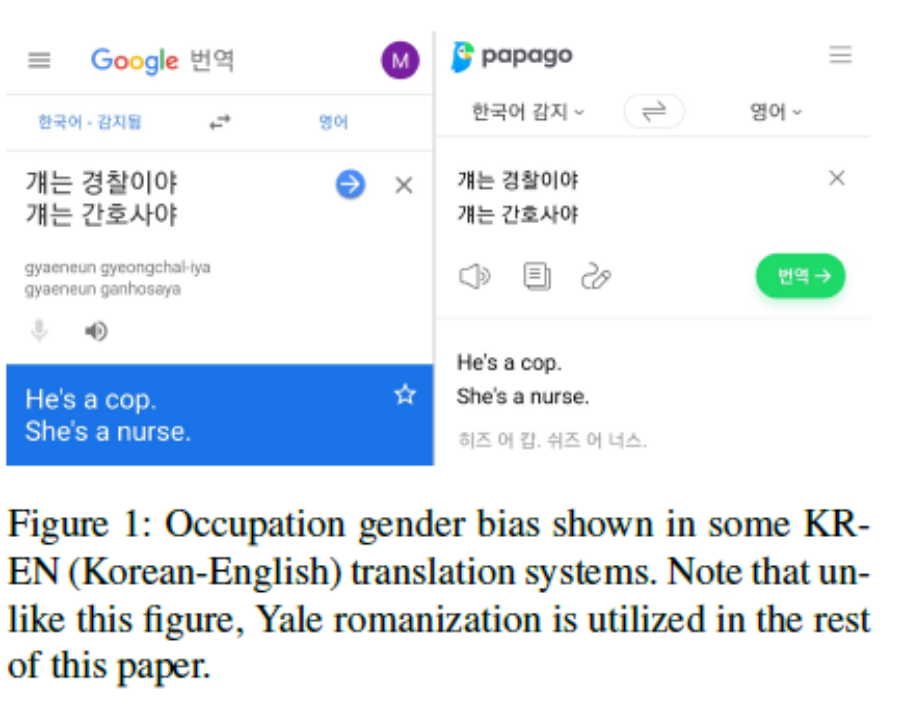 Google 번역
M
한국어 - 감지됨
영어
걔는 경찰이야
걔는 간호사야
gyaeneun gyeongchal-iya
gyaeneun ganhosaya
He's a cop.
She's a nurse.
papago
한국어 감지
영어
걔는 경찰이야
걔는 간호사야
번역 →
He's a cop.
She's a nurse.
히즈 어 캅. 쉬즈 어 너스.
Figure 1: Occupation gender bias shown in some KR-
EN (Korean-English) translation systems. Note that un-
like this figure, Yale romanization is utilized in the rest
of this paper.